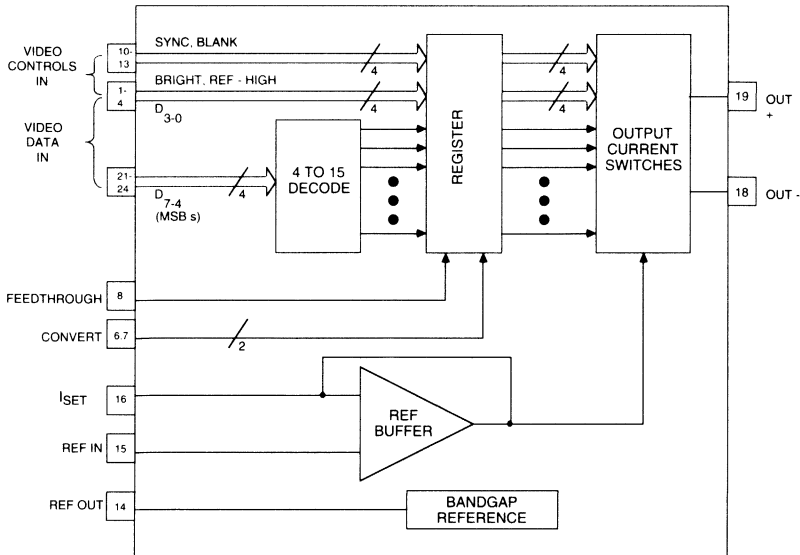 VIDEO
CONTROLS
IN
10-
13
SYNC, BLANK
4
4
1-
4
BRIGHT, REF - HIGH
D3-0
4
4
VIDEO
DATA
IN
21-
24
D7-4
(MSB s)
4
4 TO 15
DECODE
REGISTER
OUTPUT
CURRENT
SWITCHES
19
OUT
+
18
OUT -
FEEDTHROUGH
8
CONVERT
6.7
2
ISET
16
REF IN
15
REF
BUFFER
REF OUT
14
BANDGAP
REFERENCE